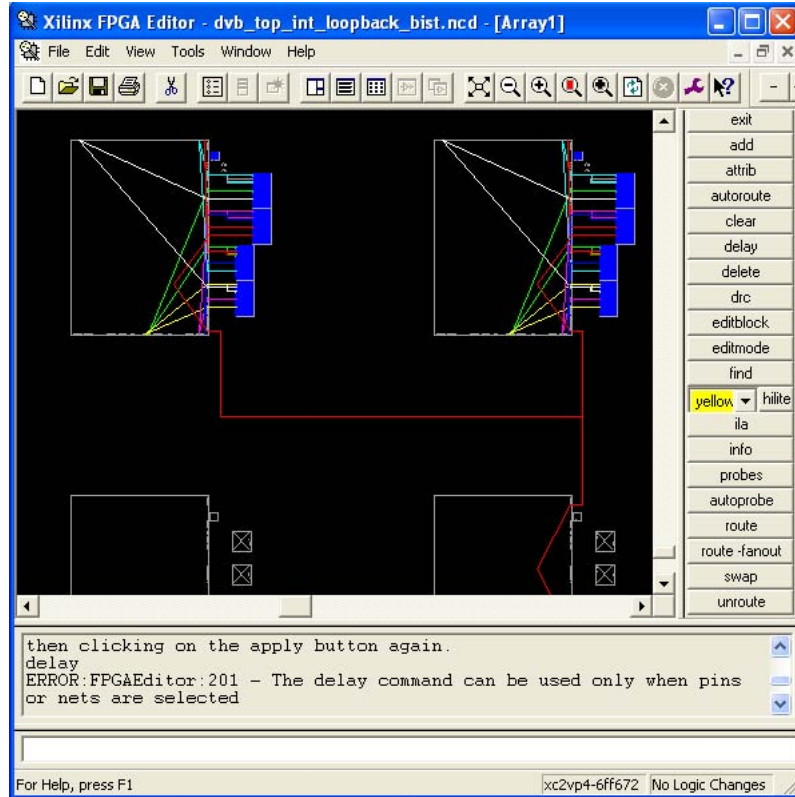 Xilinx FPGA Editor - dvb_top_int_loopback_bist.ncd - [Array1]
File Edit View Tools Window Help
exit
add
attrib
autoroute
clear
delay
delete
drc
editblock
editmode
find
yellow hilite
ila
info
probes
autoprobe
route
route -fanout
swap
unroute
then clicking on the apply button again.
delay
ERROR:FPGAEditor:201 - The delay command can be used only when pins
or nets are selected
For Help, press F1 xc2vp4-6ff672 No Logic Changes